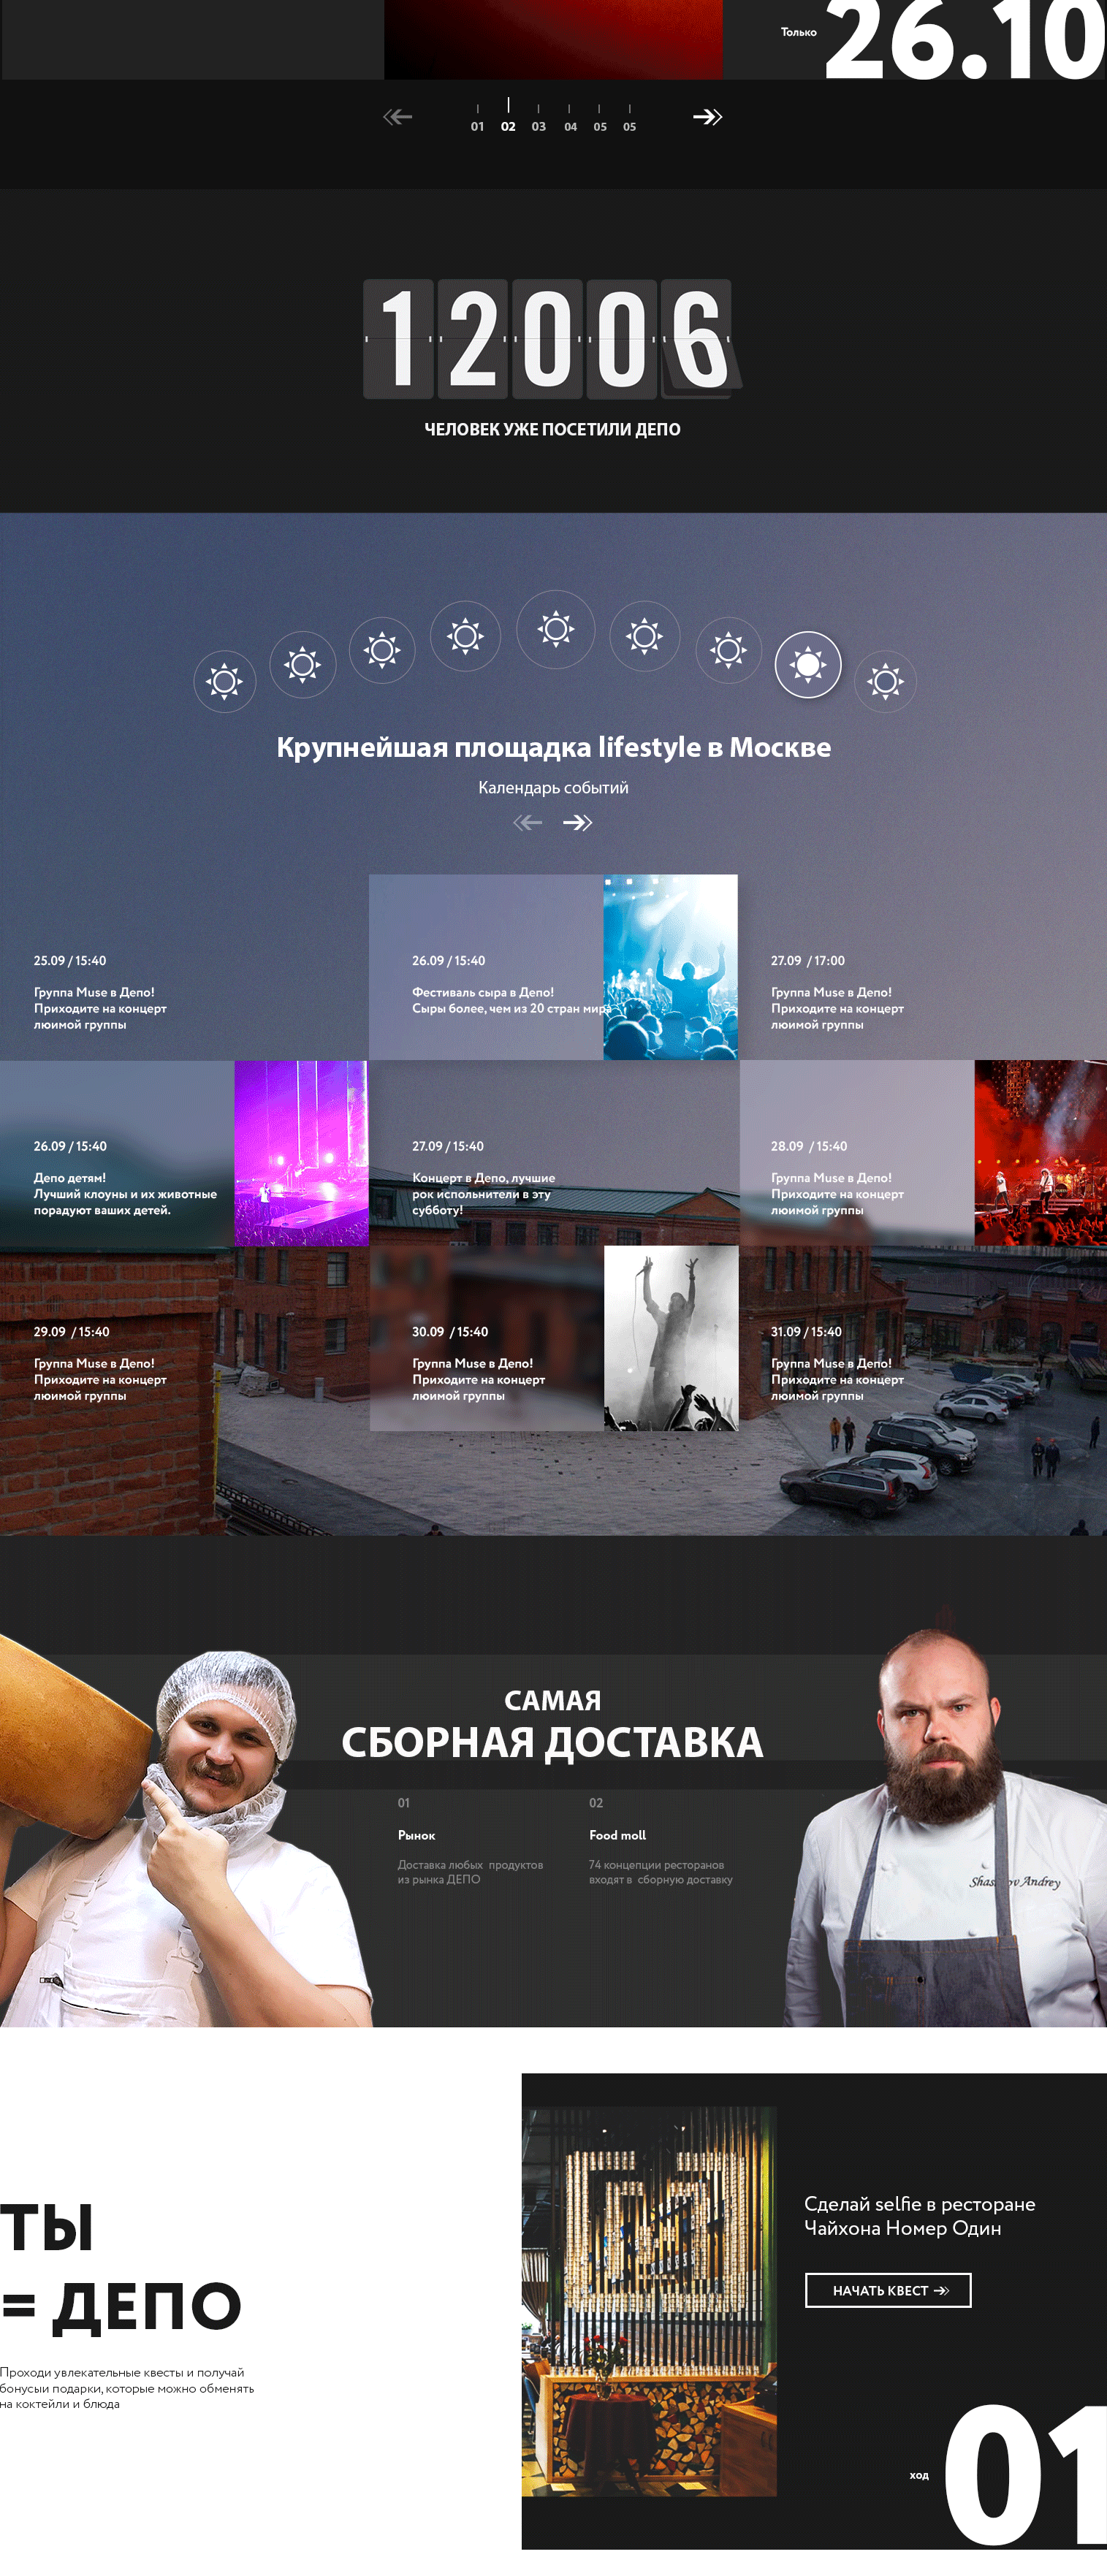 Только
26.10
01 02 03 04 05 05
12006
ЧЕЛОВЕК УЖЕ ПОСЕТИЛИ ДЕПО
Крупнейшая площадка lifestyle в Москве
Календарь событий
25.09 / 15:40
Группа Muse в Депо!
Приходите на концерт
люимой группы
26.09 / 15:40
Фестиваль сыра в Депо!
Сыры более, чем из 20 стран мира
27.09 / 17:00
Группа Muse в Депо!
Приходите на концерт
люимой группы
26.09 / 15:40
Депо детям!
Лучший клоуны и их животные
порадуют ваших детей.
27.09 / 15:40
Концерт в Депо, лучшие
рок испольнители в эту
субботу!
28.09 / 15:40
Группа Muse в Депо!
Приходите на концерт
люимой группы
29.09 / 15:40
Группа Muse в Депо!
Приходите на концерт
люимой группы
30.09 / 15:40
Группа Muse в Депо!
Приходите на концерт
люимой группы
31.09 / 15:40
Группа Muse в Депо!
Приходите на концерт
люимой группы
САМАЯ
СБОРНАЯ ДОСТАВКА
01
Рынок
Доставка любых продуктов
из рынка ДЕПО
02
Food moll
74 концепции ресторанов
входят в сборную доставку
Andrey
ТЫ
= ДЕПО
Проходи увлекательные квесты и получай
бонусыи подарки, которые можно обменять
на коктейли и блюда
Сделай selfie в ресторане
Чайхона Номер Один
НАЧАТЬ КВЕСТ
ход
01